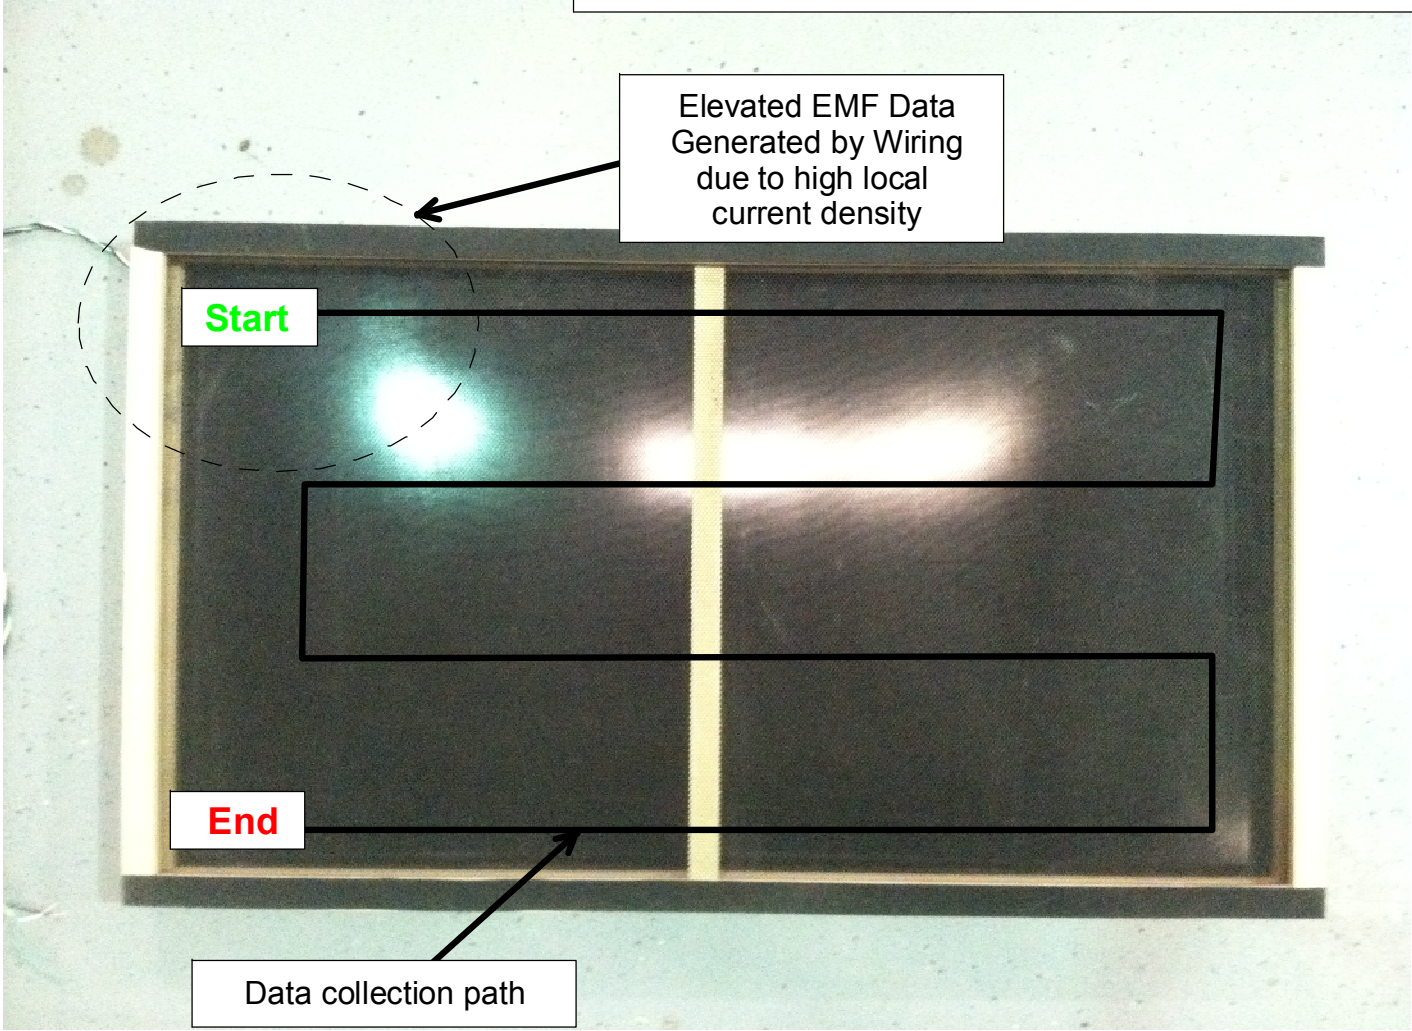 Elevated EMF Data
Generated by Wiring
due to high local
current density
Start
End
Data collection path